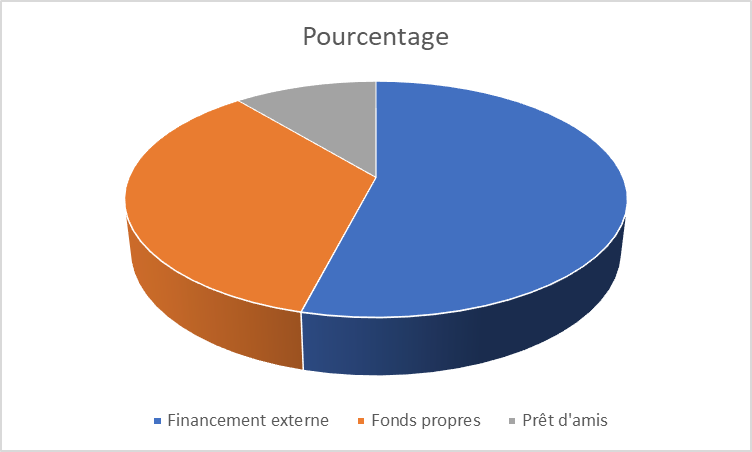 Pourcentage
Financement externe Fonds propres Prêt d'amis